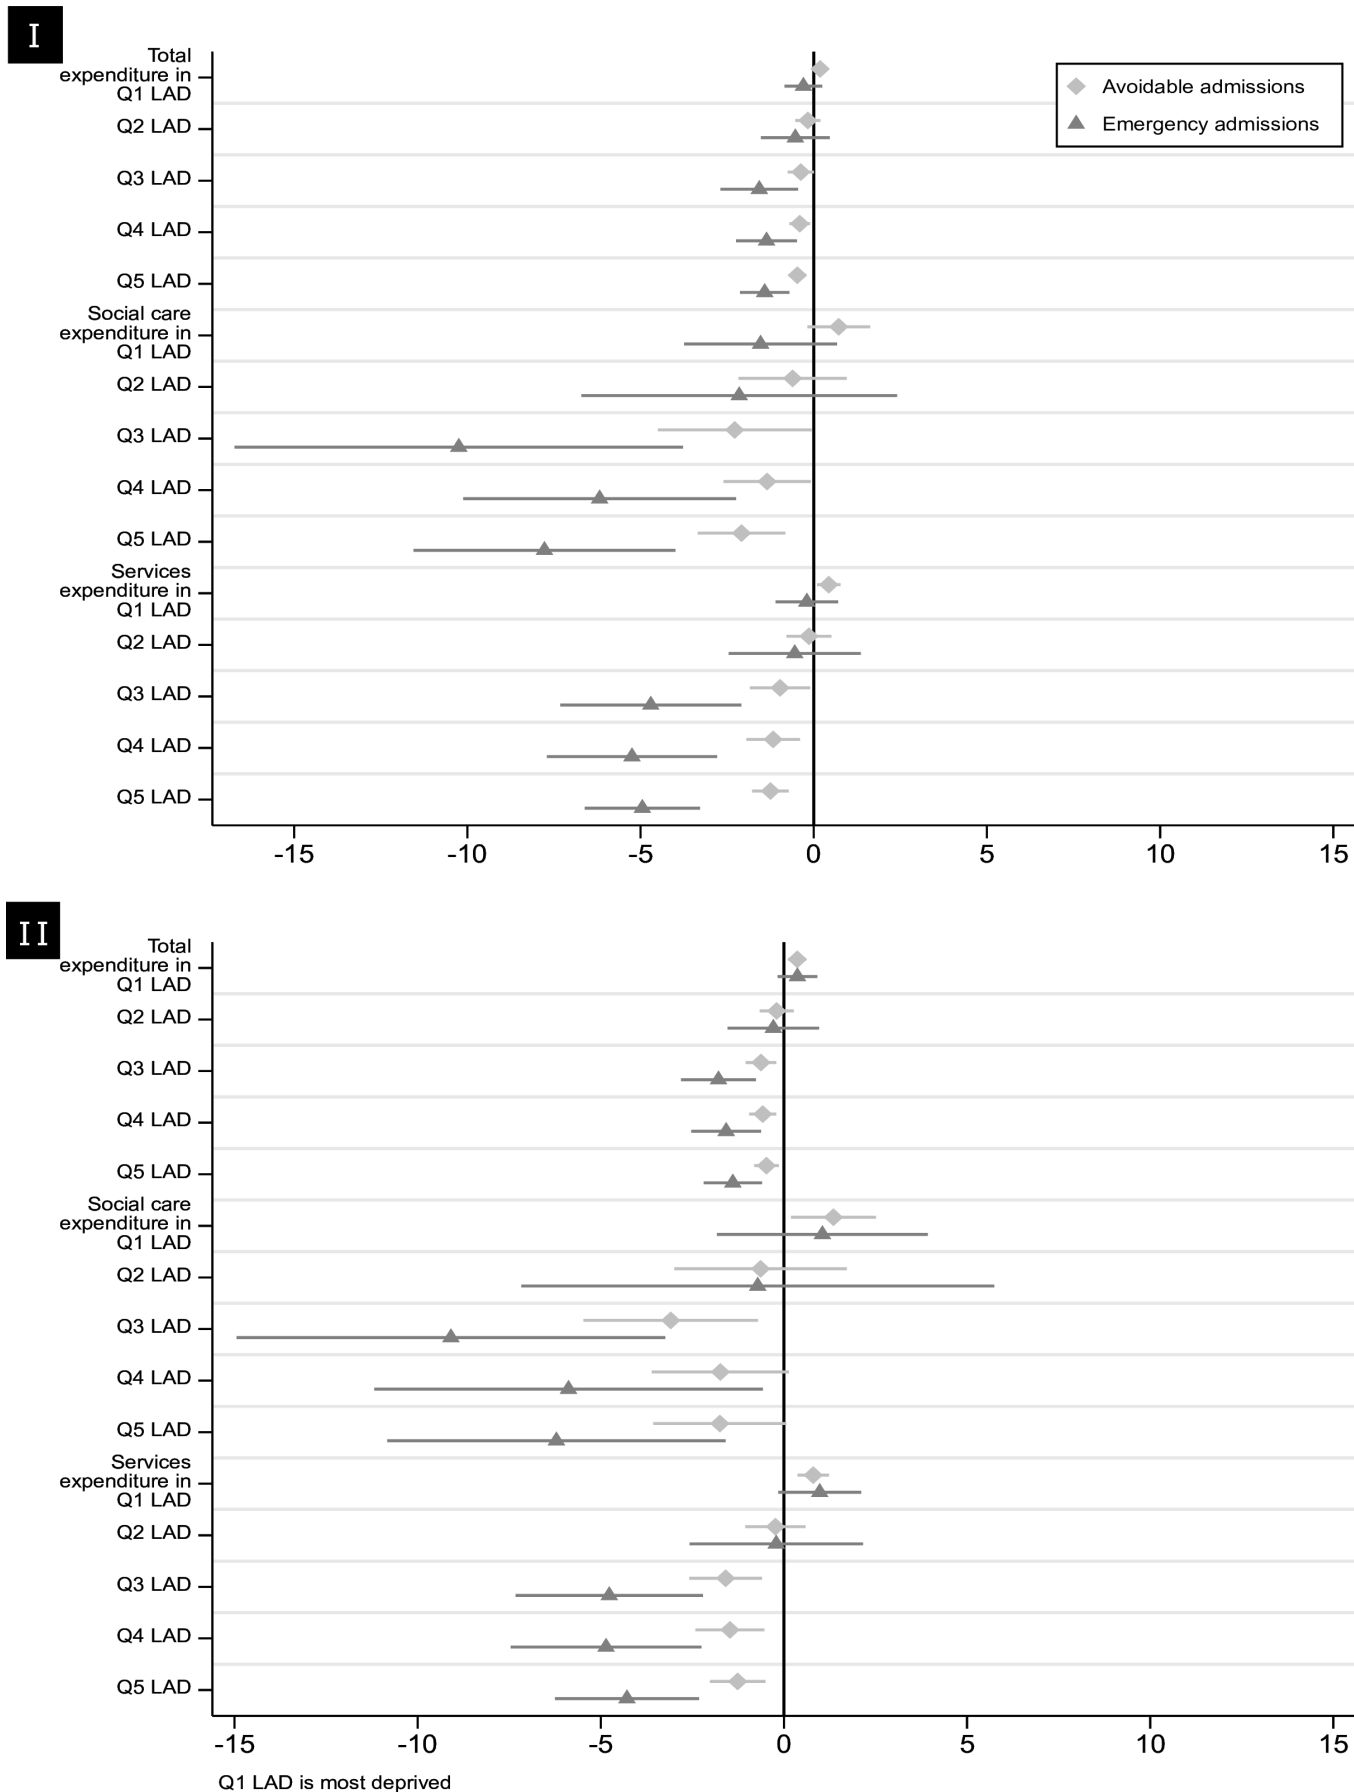 I
Total
expenditure in
Q1 LAD
Q2 LAD
Q3 LAD
Q4 LAD
Q5 LAD
Social care
expenditure in
Q1 LAD
Q2 LAD
Q3 LAD
Q4 LAD
Q5 LAD
Services
expenditure in
Q1 LAD
Q2 LAD
Q3 LAD
Q4 LAD
Q5 LAD
Avoidable admissions
Emergency admissions
-15 -10 -5 0 5 10 15
II
Total
expenditure in
Q1 LAD
Q2 LAD
Q3 LAD
Q4 LAD
Q5 LAD
Social care
expenditure in
Q1 LAD
Q2 LAD
Q3 LAD
Q4 LAD
Q5 LAD
Services
expenditure in
Q1 LAD
Q2 LAD
Q3 LAD
Q4 LAD
Q5 LAD
-15 -10 -5 0 5 10 15
Q1 LAD is most deprived